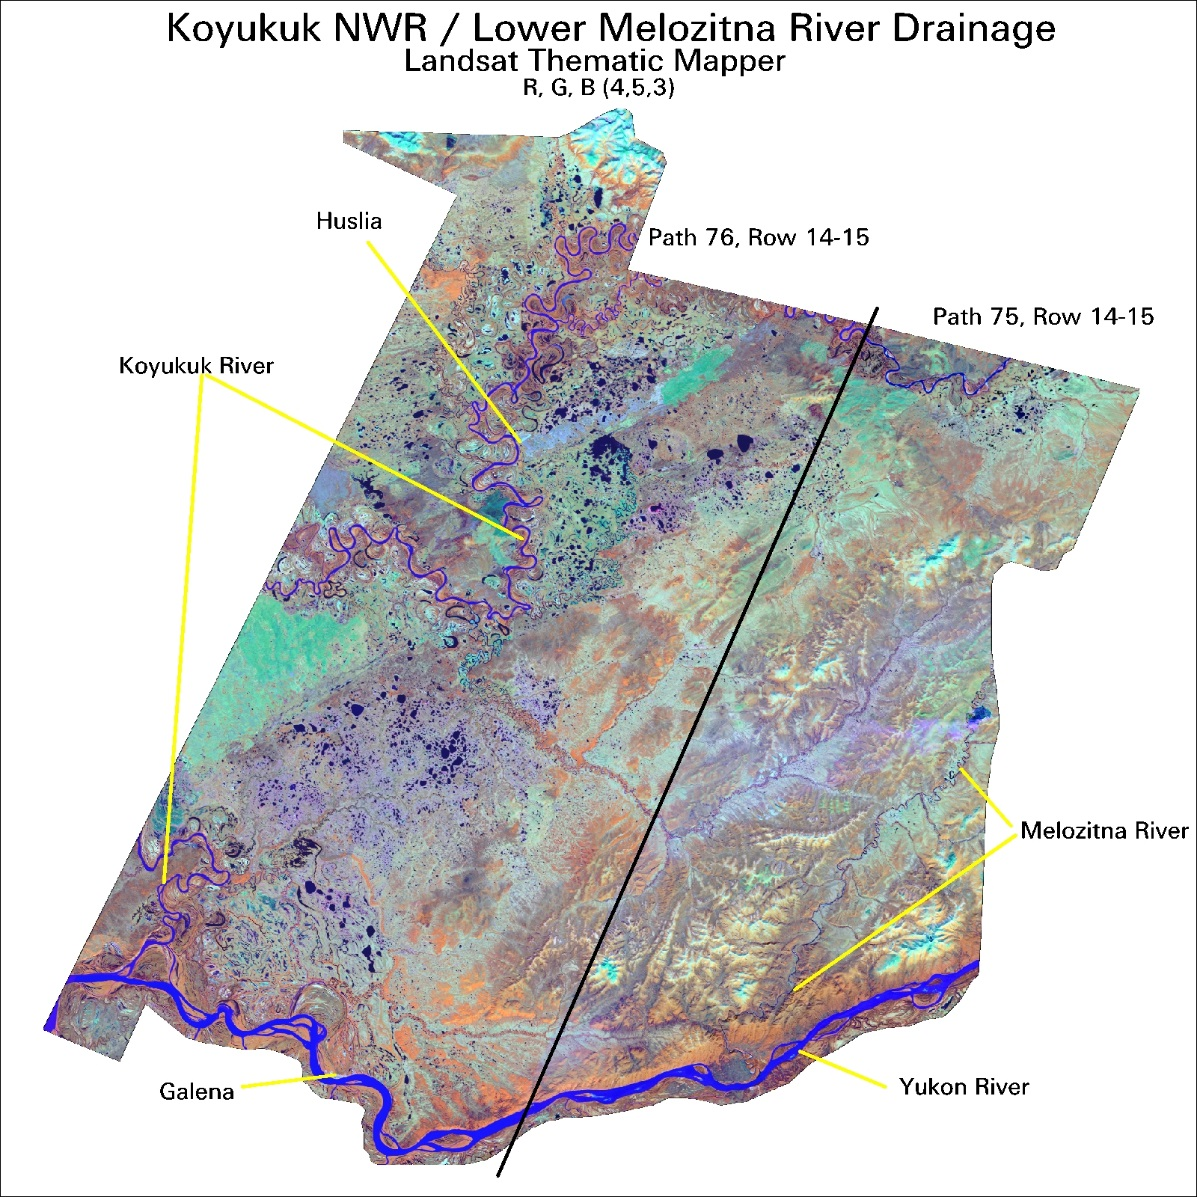 Koyukuk NWR / Lower Melozitna River Drainage
Landsat Thematic Mapper
R, G, B (4,5,3)
Huslia
Path 76, Row 14-15
Path 75, Row 14-15
Koyukuk River
Melozitna River
Galena
Yukon River